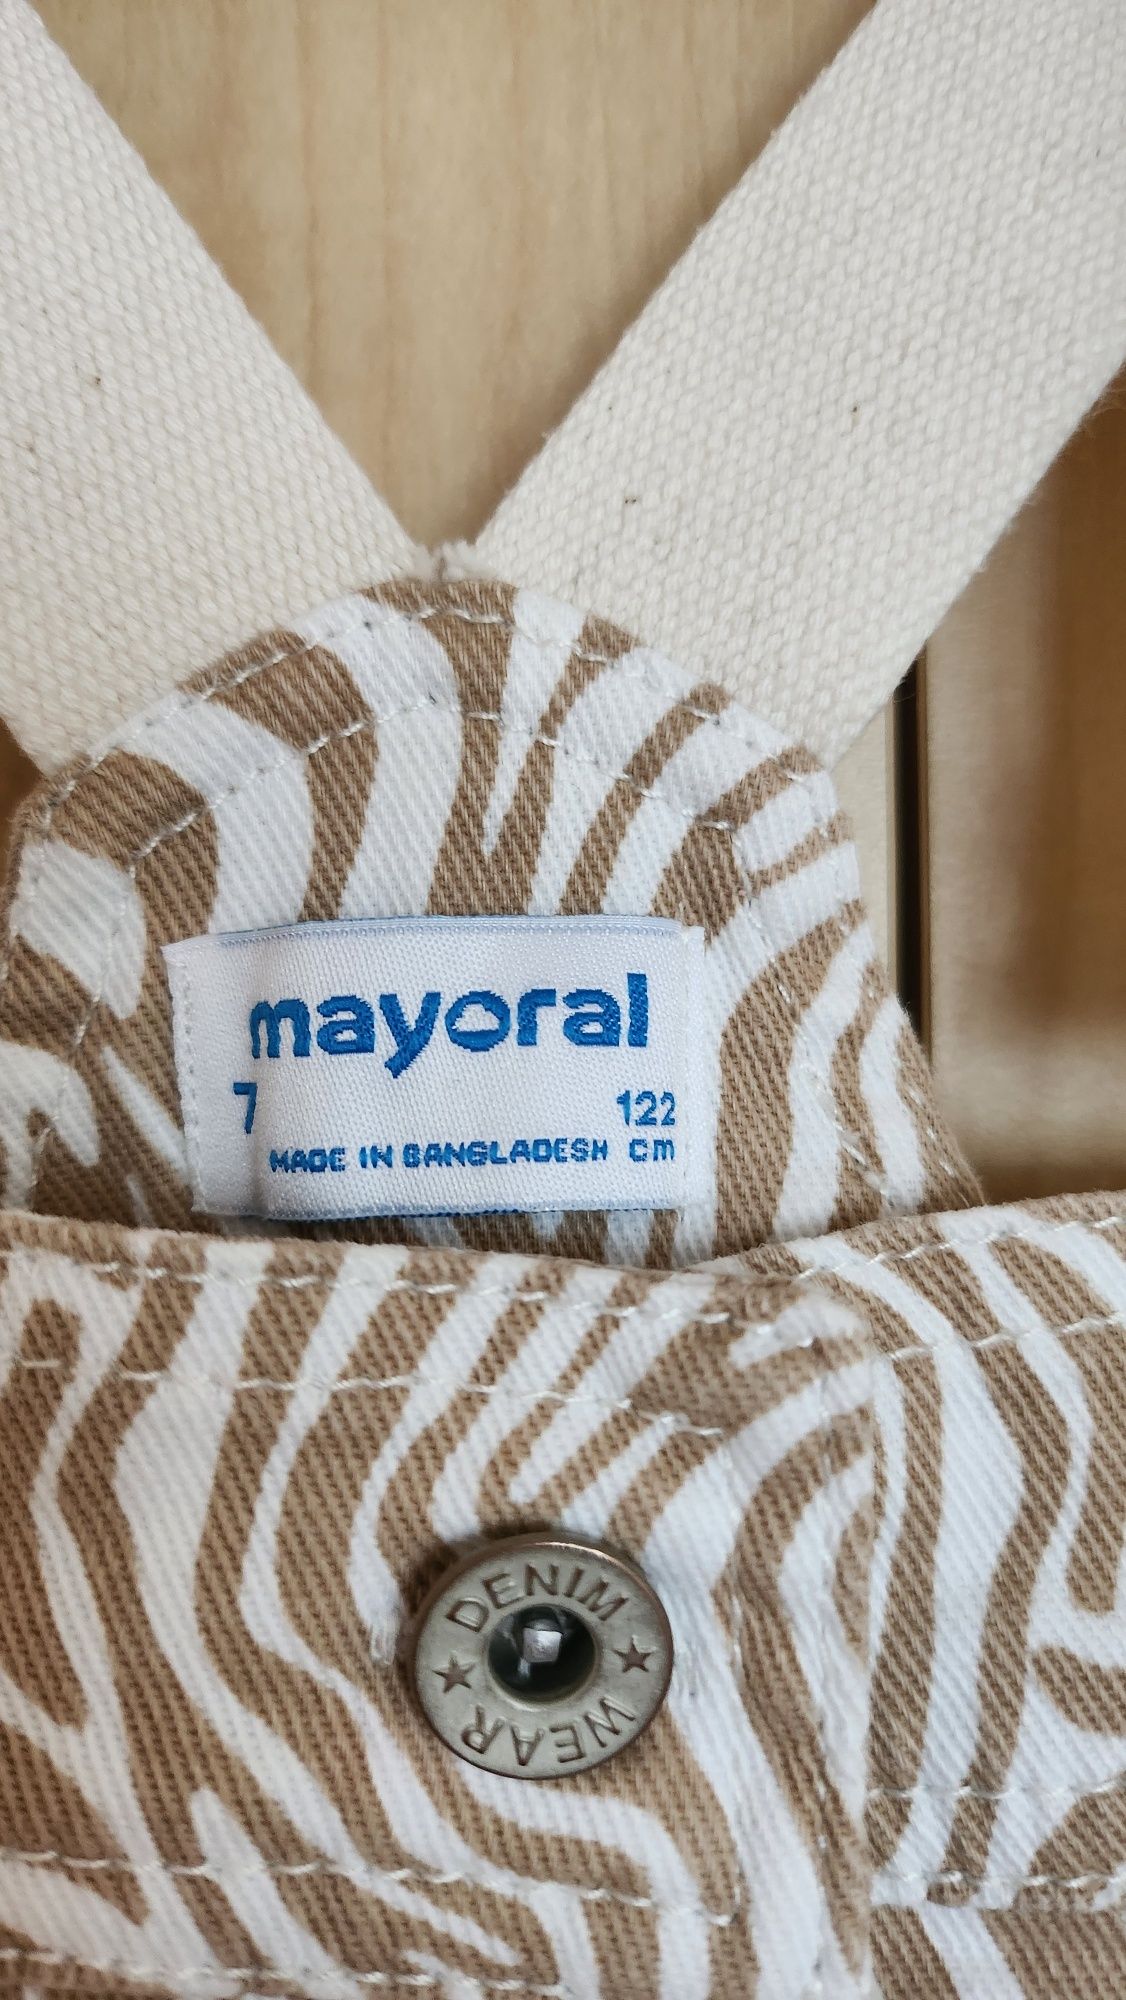 mayoral
7 122
MADE IN BANGLADESH cm
DENIM
WEAR